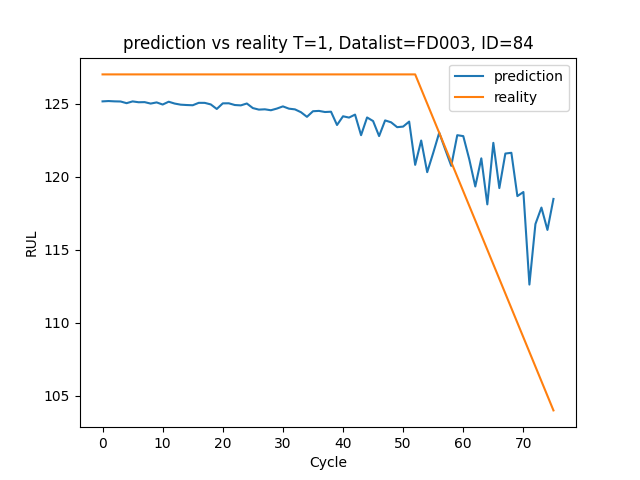 prediction vs reality T=1, Datalist=FD003, ID=84
prediction
reality
RUL
125
120
115
110
105
0 10 20 30 40 50 60 70
Cycle